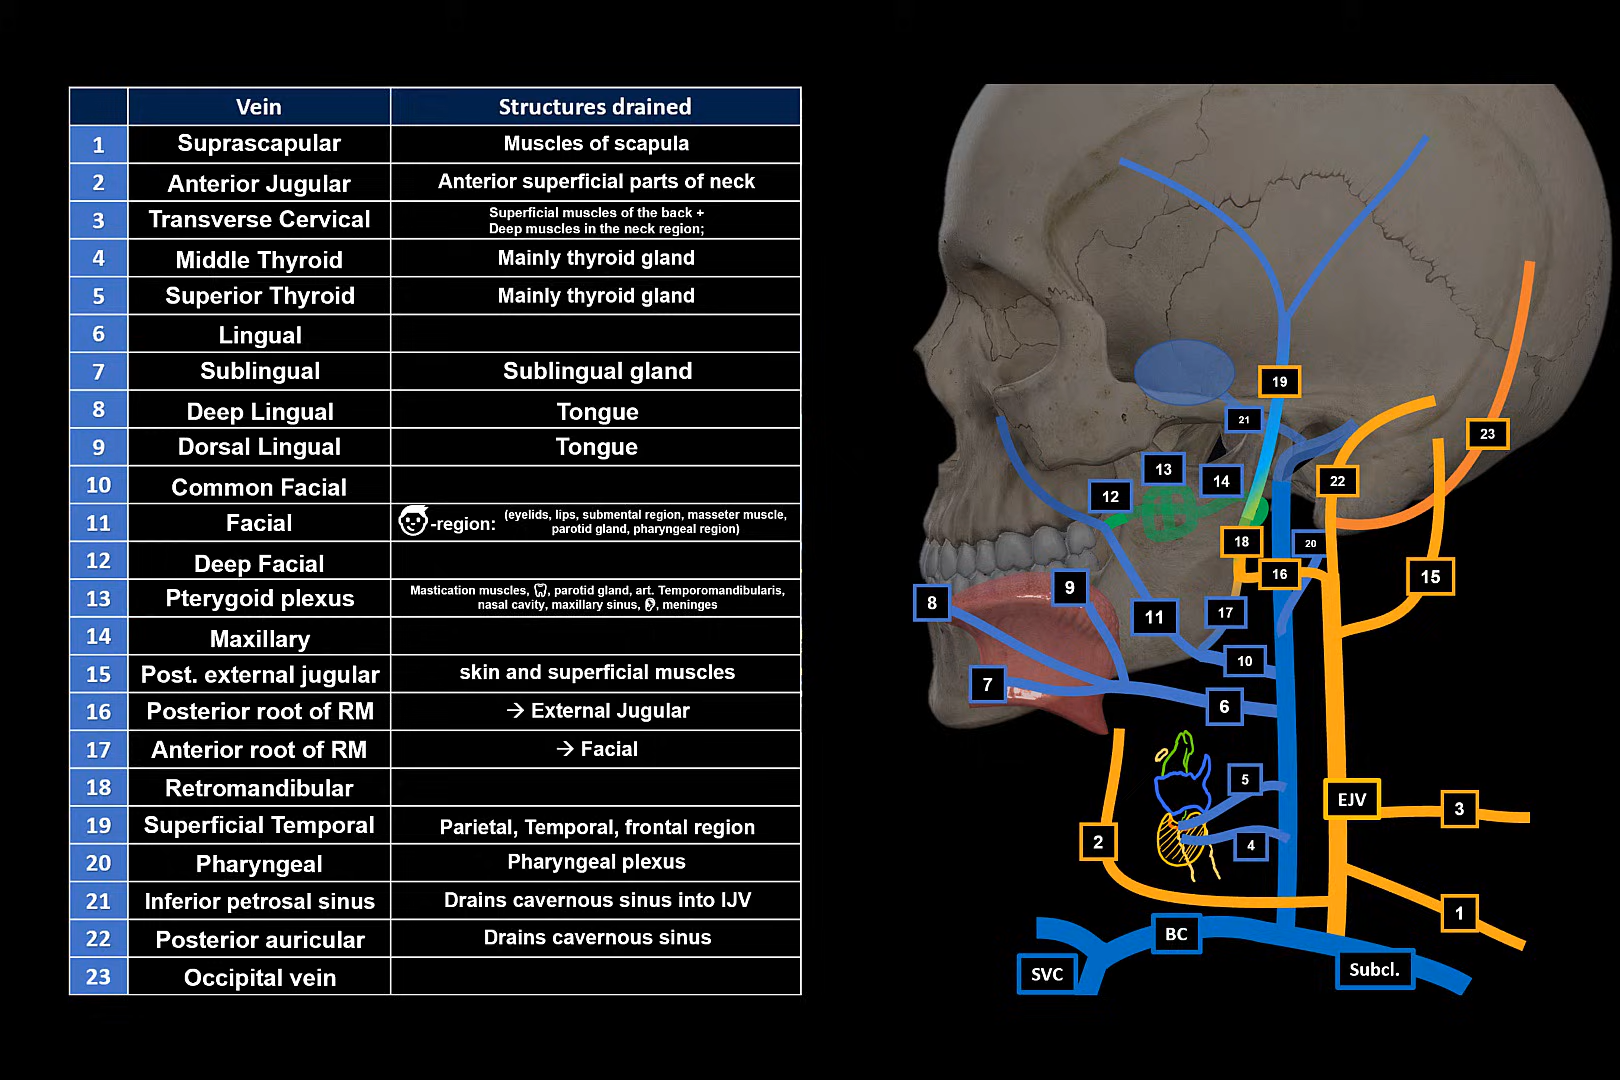 Vein Structures drained
1 Suprascapular Muscles of scapula
2 Anterior Jugular Anterior superficial parts of neck
3 Transverse Cervical Superficial muscles of the back +
Deep muscles in the neck region;
4 Middle Thyroid Mainly thyroid gland
5 Superior Thyroid Mainly thyroid gland
6 Lingual
7 Sublingual Sublingual gland
8 Deep Lingual Tongue
9 Dorsal Lingual Tongue
10 Common Facial
11 Facial -region: (eyelids, lips, submental region, masseter muscle,
parotid gland, pharyngeal region)
12 Deep Facial
13 Pterygoid plexus Mastication muscles, , parotid gland, art. Temporomandibularis,
nasal cavity, maxillary sinus, , meninges
14 Maxillary
15 Post. external jugular skin and superficial muscles
16 Posterior root of RM → External Jugular
17 Anterior root of RM → Facial
18 Retromandibular
19 Superficial Temporal Parietal, Temporal, frontal region
20 Pharyngeal Pharyngeal plexus
21 Inferior petrosal sinus Drains cavernous sinus into IJV
22 Posterior auricular Drains cavernous sinus
23 Occipital vein
19
21
23
13
14
22
12
18
20
16
15
9
8
17
11
10
7
6
5
EJV
3
2
4
1
BC
SVC
Subcl.